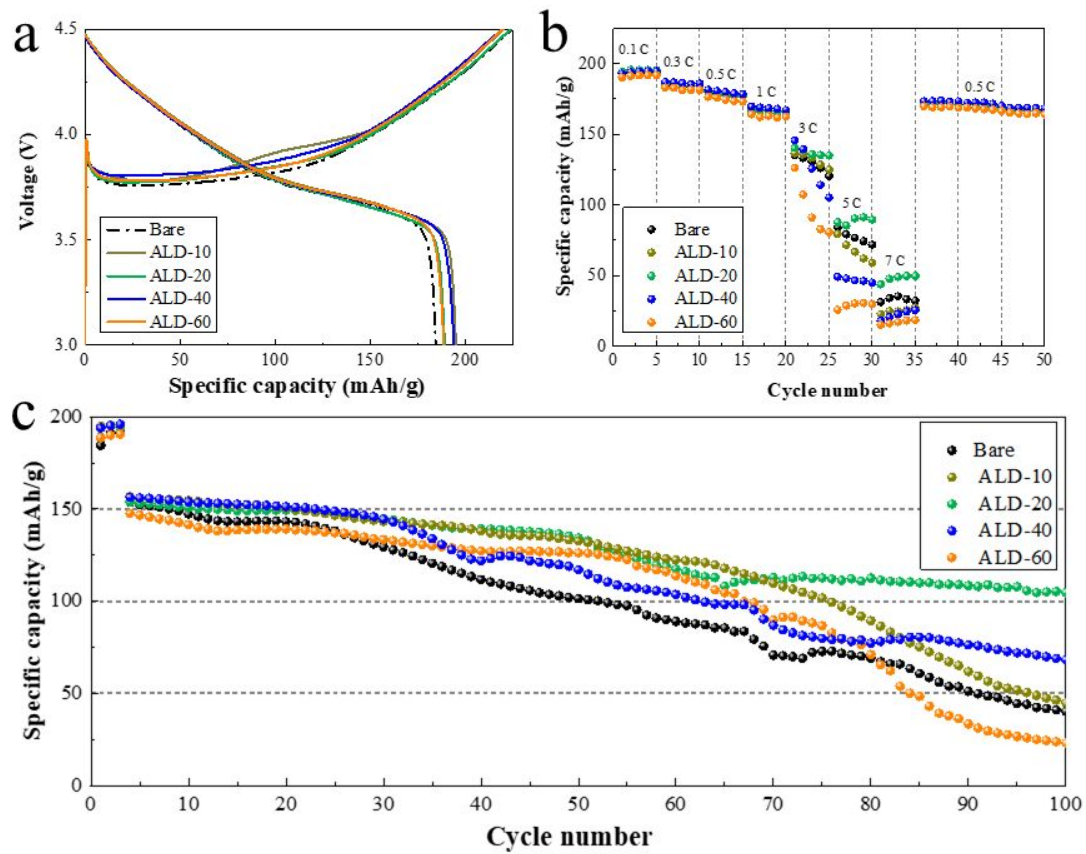 a
4.5
4.0
3.5
3.0
Voltage (V)
0
50
100
150
200
Specific capacity (mAh/g)
Bare
ALD-10
ALD-20
ALD-40
ALD-60
b
200
150
100
50
0
Specific capacity (mAh/g)
0.1 C
0.3 C
0.5 C
1 C
3 C
5 C
7 C
0.5 C
Bare
ALD-10
ALD-20
ALD-40
ALD-60
0
5
10
15
20
25
30
35
40
45
50
Cycle number
c
200
150
100
50
0
Specific capacity (mAh/g)
Bare
ALD-10
ALD-20
ALD-40
ALD-60
0
10
20
30
40
50
60
70
80
90
100
Cycle number